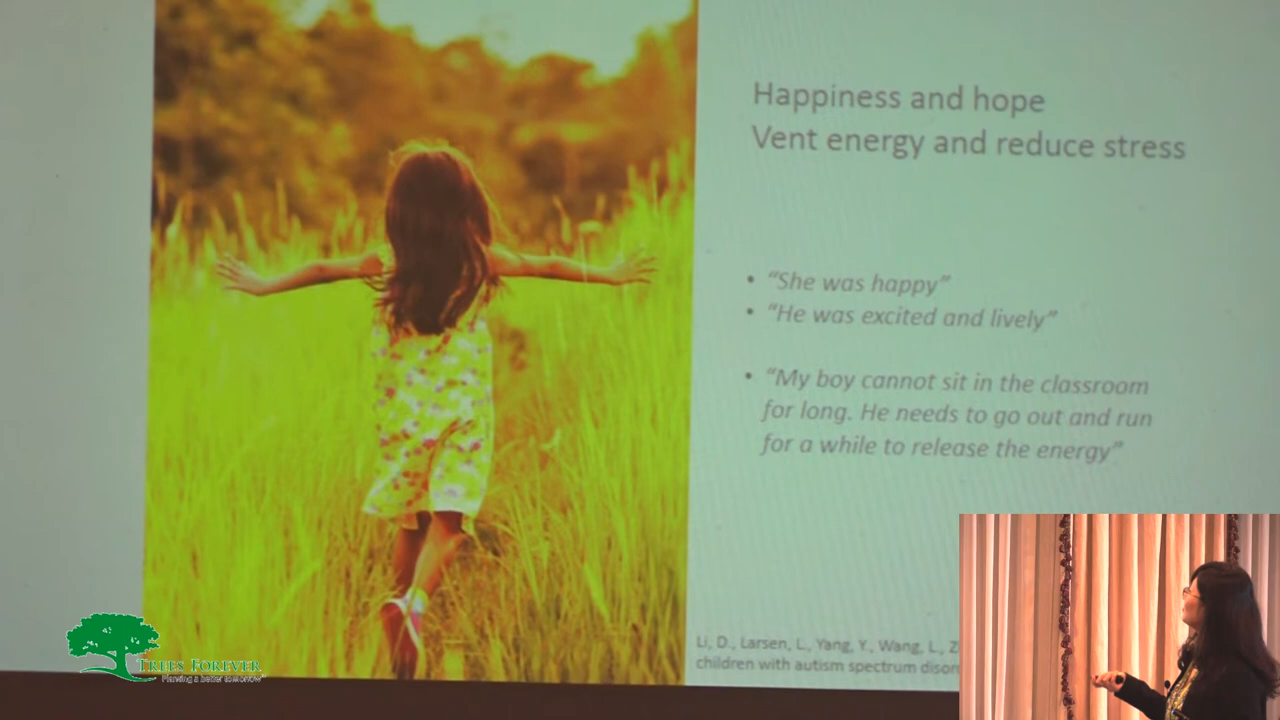 Happiness and hope
Vent energy and reduce stress
• “She was happy”
• “He was excited and lively”
• “My boy cannot sit in the classroom
for long. He needs to go out and run
for a while to release the energy”
Li, D., Larsen, L., Yang, Y., Wang, L.,
children with autism spectrum
TREES FOREVER
Planting a better tomorrow